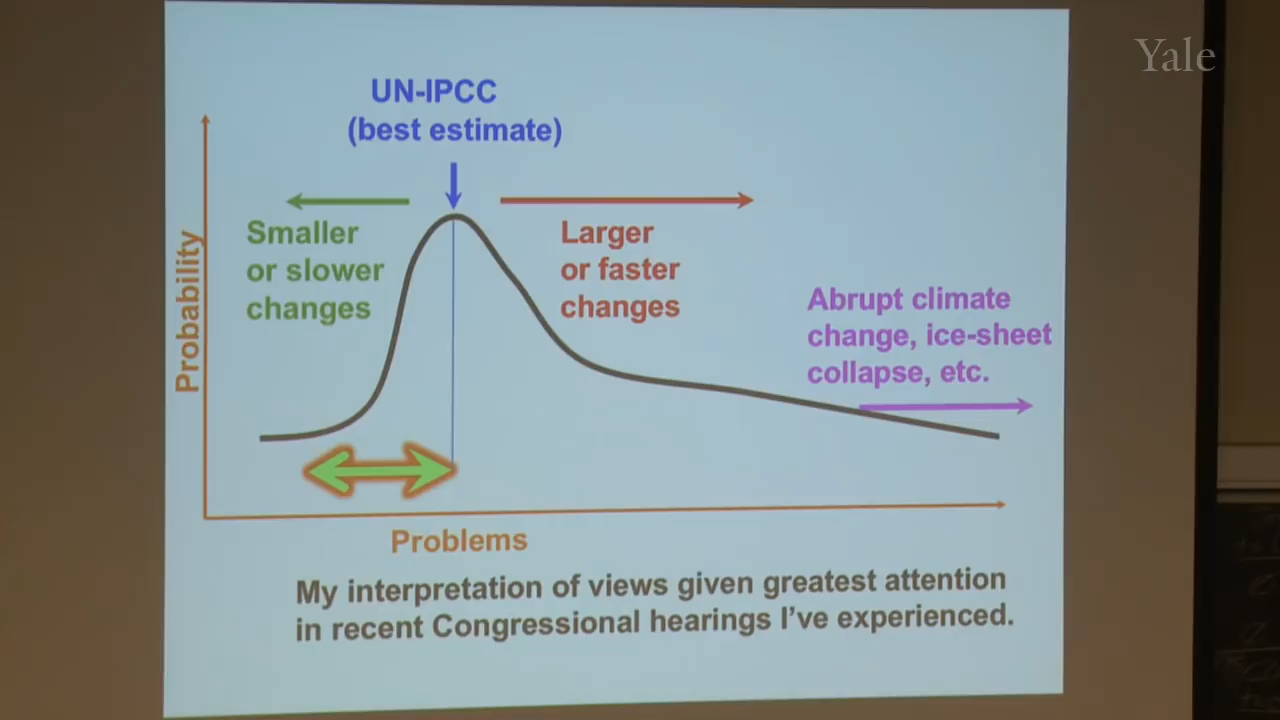 Yale
UN-IPCC
(best estimate)
Smaller
or slower
changes
Larger
or faster
changes
Abrupt climate
change, ice-sheet
collapse, etc.
Probability
Problems
My interpretation of views given greatest attention
in recent Congressional hearings I've experienced.